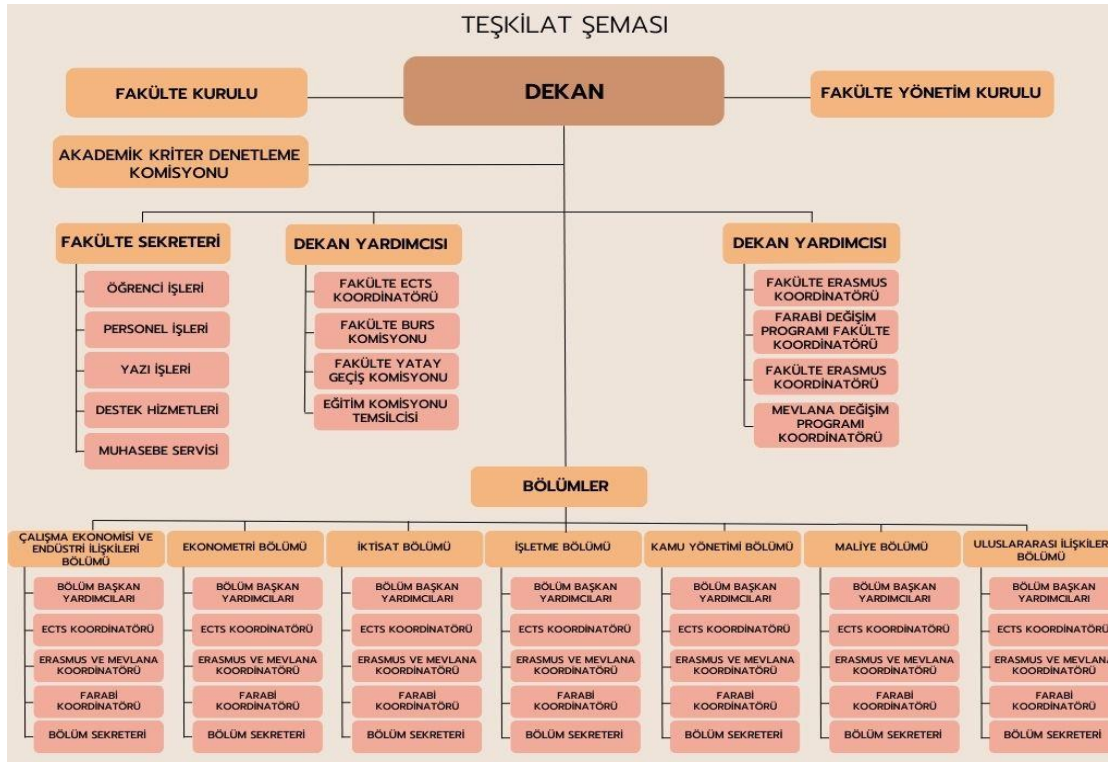 TEŞKİLAT ŞEMASI
FAKÜLTE KURULU
DEKAN
FAKÜLTE YÖNETİM KURULU
AKADEMİK KRİTER DENETLEME
KOMİSYONU
FAKÜLTE SEKRETERİ
ÖĞRENCİ İŞLERİ
PERSONEL İŞLERİ
YAZI İŞLERİ
DESTEK HİZMETLERİ
MUHASEBE SERVİSİ
DEKAN YARDIMCISI
FAKÜLTE ECTS
KOORDİNATÖRÜ
FAKÜLTE BURS
KOMİSYONU
FAKÜLTE YATAY
GEÇİŞ KOMİSYONU
EĞİTİM KOMİSYONU
TEMSİLCİSİ
DEKAN YARDIMCISI
FAKÜLTE ERASMUS
KOORDİNATÖRÜ
FARABİ DEĞİŞİM
PROGRAMI FAKÜLTE
KOORDİNATÖRÜ
FAKÜLTE ERASMUS
KOORDİNATÖRÜ
MEVLANA DEĞİŞİM
PROGRAMI
KOORDİNATÖRÜ
BÖLÜMLER
ÇALIŞMA EKONOMİSİ VE
ENDÜSTRİ İLİŞKİLERİ
BÖLÜMÜ
BÖLÜM BAŞKAN
YARDIMCILARI
ECTS KOORDİNATÖRÜ
ERASMUS VE MEVLANA
KOORDİNATÖRÜ
FARABİ
KOORDİNATÖRÜ
BÖLÜM SEKRETERİ
EKONOMETRİ BÖLÜMÜ
BÖLÜM BAŞKAN
YARDIMCILARI
ECTS KOORDİNATÖRÜ
ERASMUS VE MEVLANA
KOORDİNATÖRÜ
FARABİ
KOORDİNATÖRÜ
BÖLÜM SEKRETERİ
İKTİSAT BÖLÜMÜ
BÖLÜM BAŞKAN
YARDIMCILARI
ECTS KOORDİNATÖRÜ
ERASMUS VE MEVLANA
KOORDİNATÖRÜ
FARABİ
KOORDİNATÖRÜ
BÖLÜM SEKRETERİ
İŞLETME BÖLÜMÜ
BÖLÜM BAŞKAN
YARDIMCILARI
ECTS KOORDİNATÖRÜ
ERASMUS VE MEVLANA
KOORDİNATÖRÜ
FARABİ
KOORDİNATÖRÜ
BÖLÜM SEKRETERİ
KAMU YÖNETİMİ BÖLÜMÜ
BÖLÜM BAŞKAN
YARDIMCILARI
ECTS KOORDİNATÖRÜ
ERASMUS VE MEVLANA
KOORDİNATÖRÜ
FARABİ
KOORDİNATÖRÜ
BÖLÜM SEKRETERİ
MALİYE BÖLÜMÜ
BÖLÜM BAŞKAN
YARDIMCILARI
ECTS KOORDİNATÖRÜ
ERASMUS VE MEVLANA
KOORDİNATÖRÜ
FARABİ
KOORDİNATÖRÜ
BÖLÜM SEKRETERİ
ULUSLARARASI İLİŞKİLER
BÖLÜMÜ
BÖLÜM BAŞKAN
YARDIMCILARI
ECTS KOORDİNATÖRÜ
ERASMUS VE MEVLANA
KOORDİNATÖRÜ
FARABİ
KOORDİNATÖRÜ
BÖLÜM SEKRETERİ